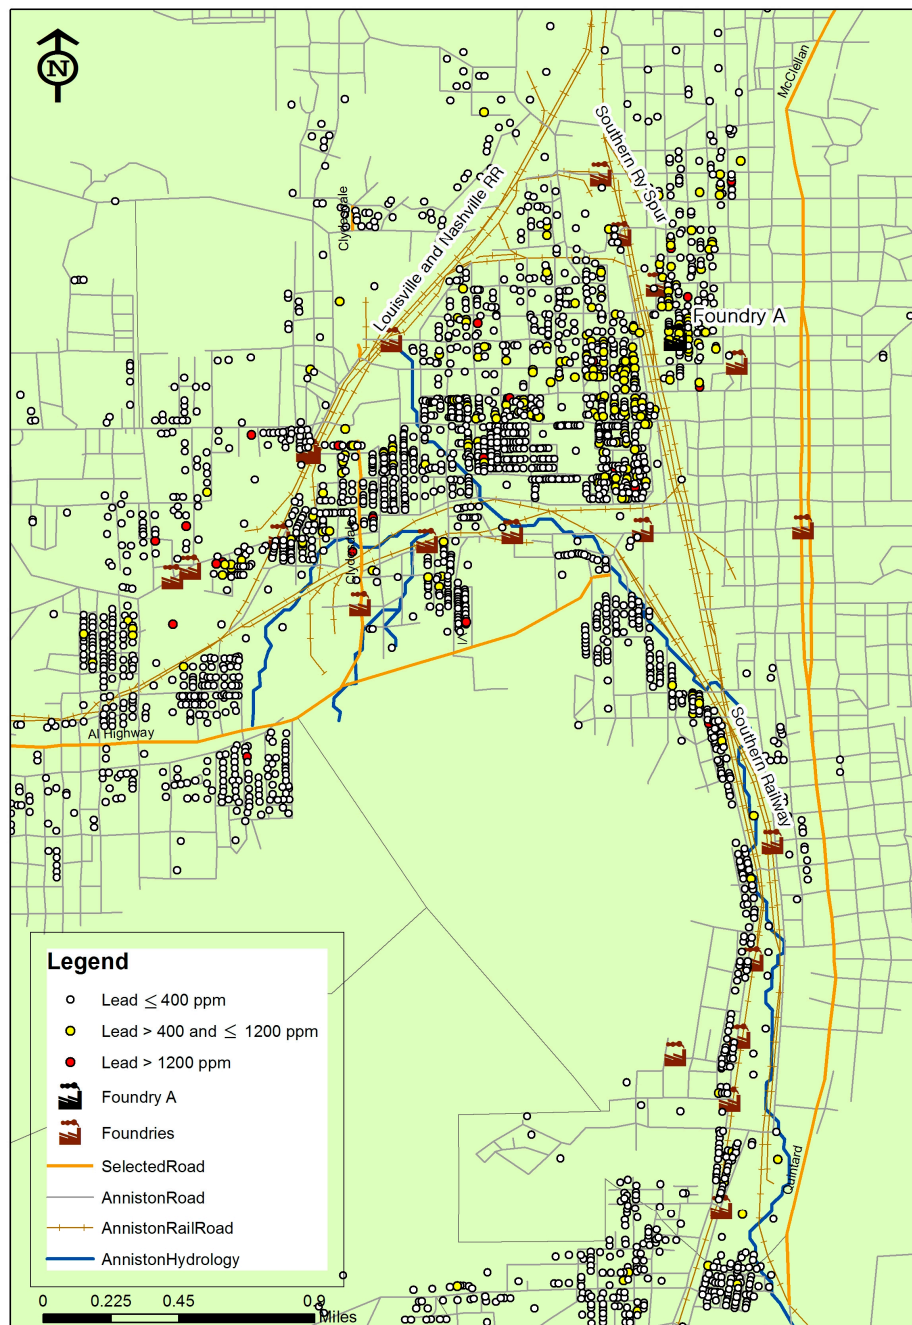 N
McClellan
Southern Ry Spur
Clydesdale
Louisville and Nashville RR
Foundry A
Al Highway
Southern Railway
Quintard
Legend
Lead ≤ 400 ppm
Lead > 400 and ≤ 1200 ppm
Lead > 1200 ppm
Foundry A
Foundries
SelectedRoad
AnnistonRoad
AnnistonRailRoad
AnnistonHydrology
0 0.225 0.45 0.9
Miles